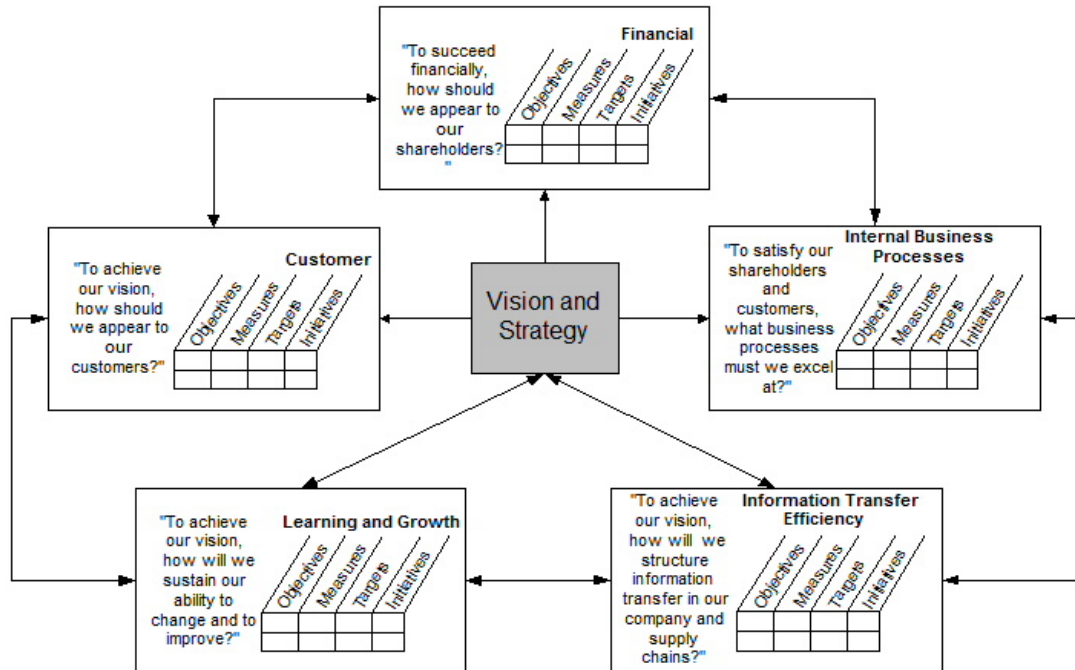 Financial
"To succeed
financially,
how should
we appear to
our
shareholders?
"
Objectives
Measures
Targets
Initiatives
Customer
"To achieve
our vision,
how should
we appear to
our
customers?"
Objectives
Measures
Targets
Initiatives
Vision and
Strategy
Internal Business
Processes
"To satisfy our
shareholders
and
customers,
what business
processes
must we excel
at?"
Objectives
Measures
Targets
Initiatives
Learning and Growth
"To achieve
our vision,
how will we
sustain our
ability to
change and to
improve?"
Objectives
Measures
Targets
Initiatives
Information Transfer
Efficiency
"To achieve
our vision,
how will we
structure
information
transfer in our
company and
supply
chains?"
Objectives
Measures
Targets
Initiatives